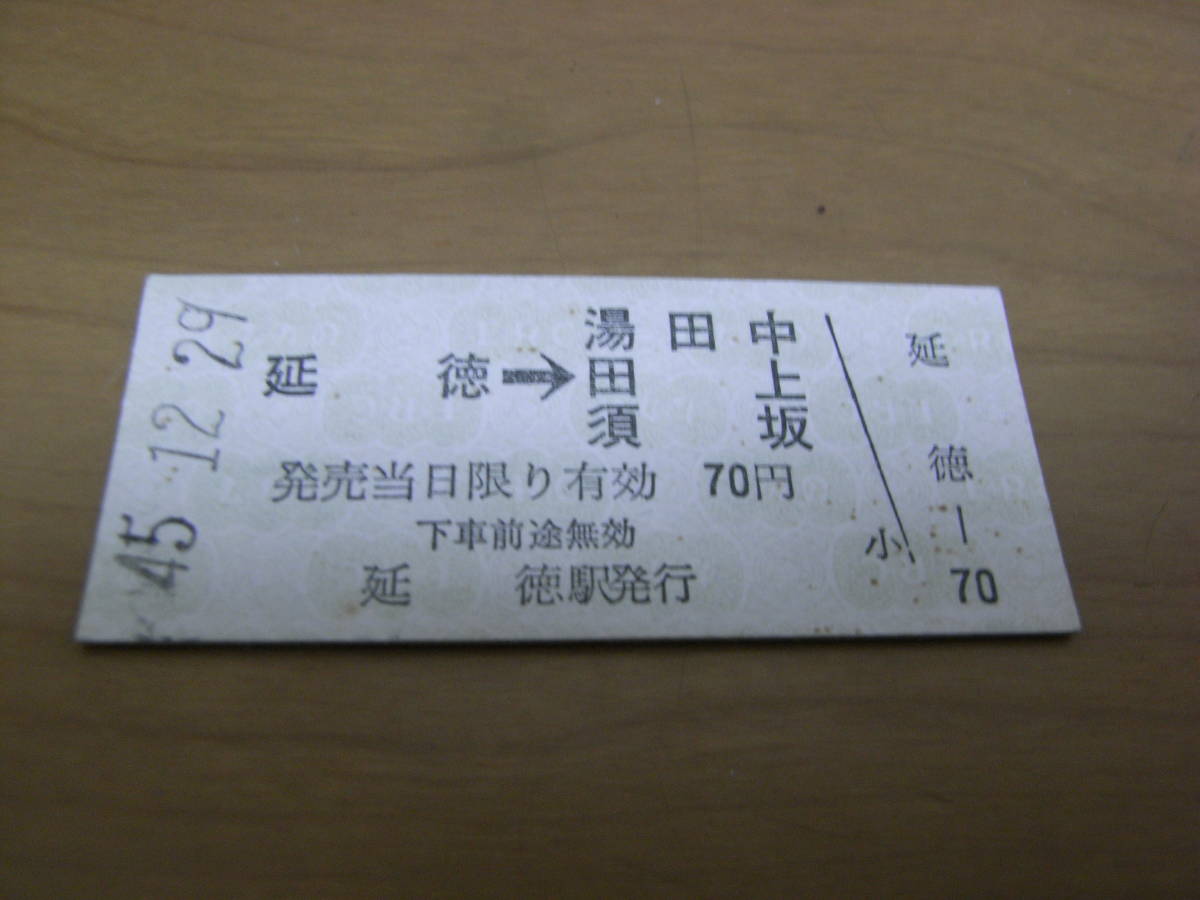 45.12.29
延徳→湯田中
田上
須坂
発売当日限り有効 70円
下車前途無効
延徳駅発行
小
延徳―70